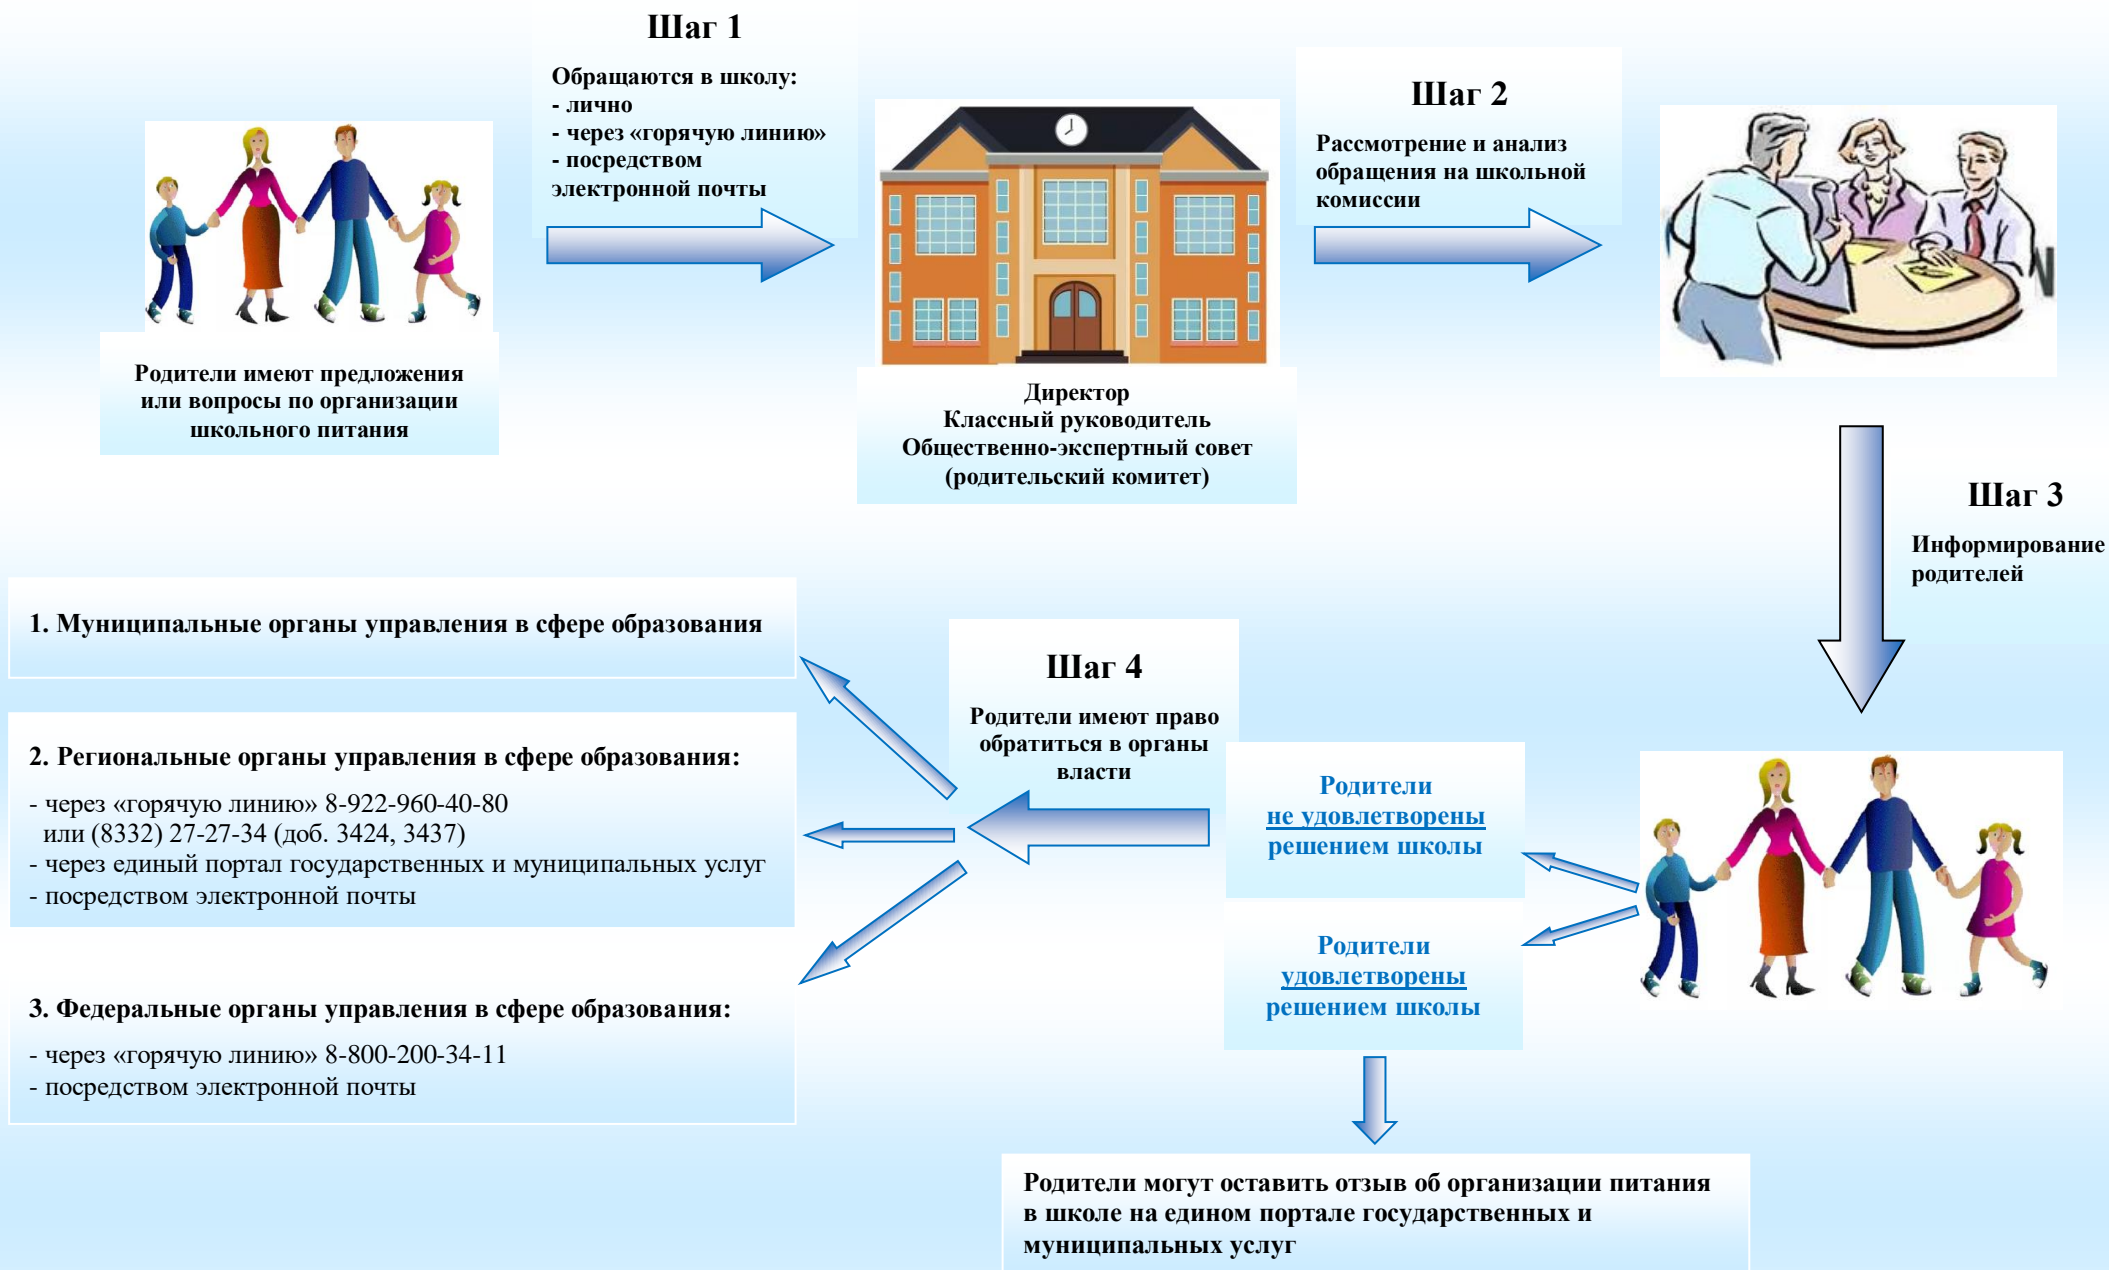 Шаг 1
Обращаются в школу:
- лично
- через «горячую линию»
- посредством
электронной почты
Родители имеют предложения
или вопросы по организации
школьного питания
Директор
Классный руководитель
Общественно-экспертный совет
(родительский комитет)
Шаг 2
Рассмотрение и анализ
обращения на школьной
комиссии
Шаг 3
Информирование
родителей
Родители
не удовлетворены
решением школы
Родители
удовлетворены
решением школы
Шаг 4
Родители имеют право
обратиться в органы
власти
1. Муниципальные органы управления в сфере образования
2. Региональные органы управления в сфере образования:
- через «горячую линию» 8-922-960-40-80
или (8332) 27-27-34 (доб. 3424, 3437)
- через единый портал государственных и муниципальных услуг
- посредством электронной почты
3. Федеральные органы управления в сфере образования:
- через «горячую линию» 8-800-200-34-11
- посредством электронной почты
Родители могут оставить отзыв об организации питания
в школе на едином портале государственных и
муниципальных услуг